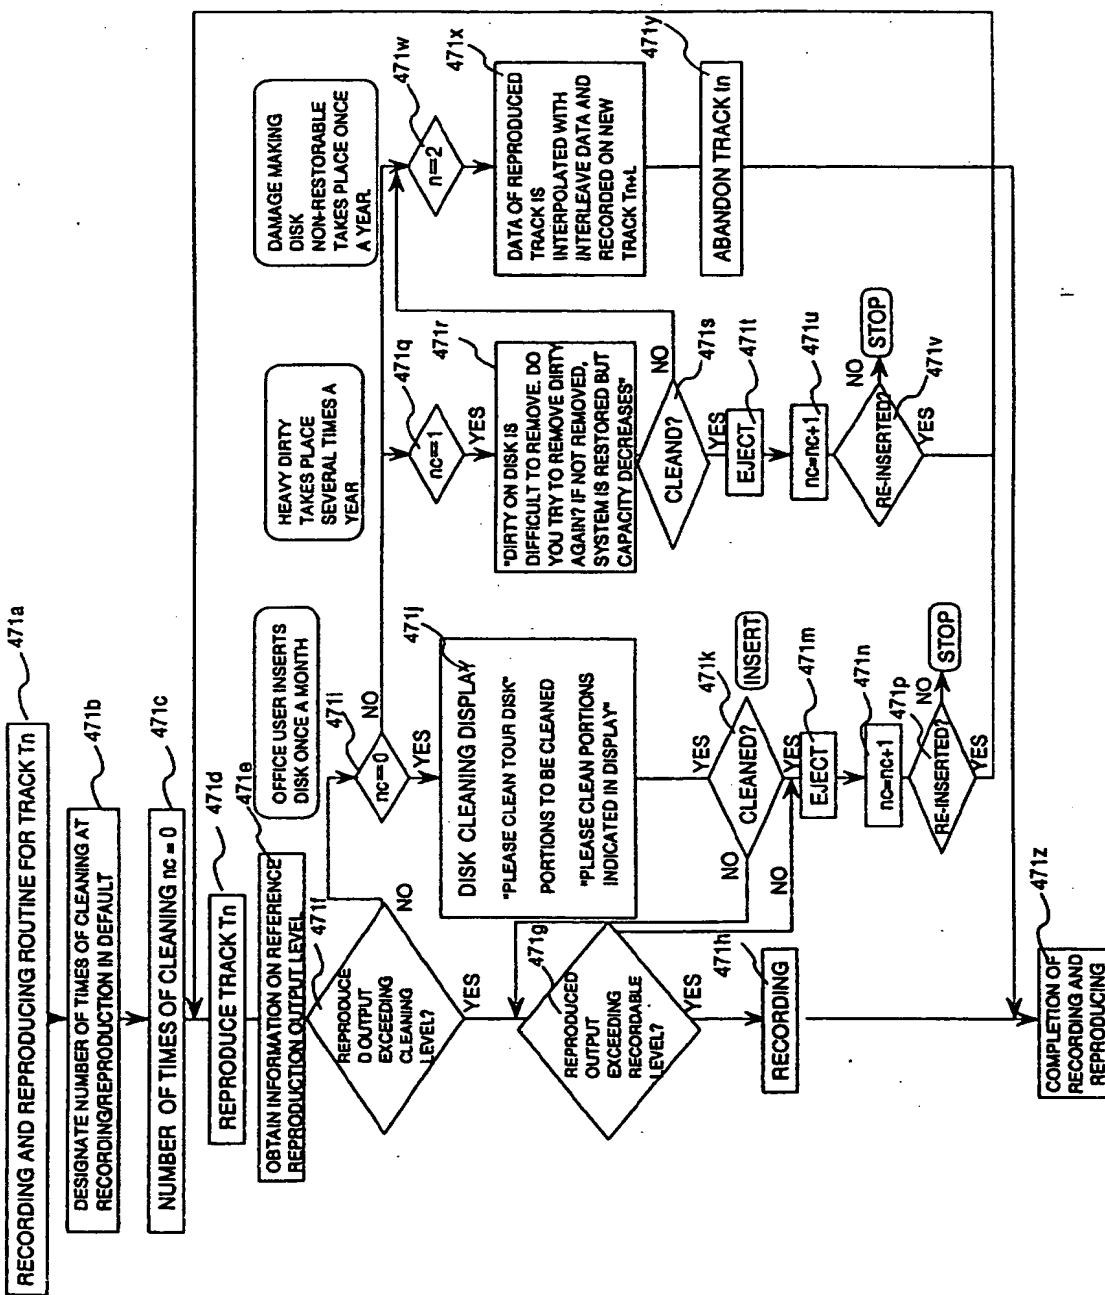 RECORDING AND REPRODUCING ROUTINE FOR TRACK Tn
471a
DESIGNATE NUMBER OF TIMES OF CLEANING AT
RECORDING/REPRODUCTION IN DEFAULT
471b
NUMBER OF TIMES OF CLEANING nc = 0
471c
REPRODUCE TRACK Tn
471d
OBTAIN INFORMATION ON REFERENCE
REPRODUCTION OUTPUT LEVEL
471e
REPRODUCE
D OUTPUT
EXCEEDING
CLEANING
LEVEL?
471f
NO
YES
REPRODUCED
OUTPUT
EXCEEDING
RECORDABLE
LEVEL?
471g
NO
YES
RECORDING
471h
OFFICE USER INSERTS
DISK ONCE A MONTH
nc=0
471i
NO
YES
DISK CLEANING DISPLAY
"PLEASE CLEAN TOUR DISK"
PORTIONS TO BE CLEANED
"PLEASE CLEAN PORTIONS
INDICATED IN DISPLAY"
471j
YES
CLEANED?
471k
INSERT
NO
YES
EJECT
471m
nc=nc+1
471n
RE-INSERTED?
471p
NO
STOP
YES
HEAVY DIRTY
TAKES PLACE
SEVERAL TIMES A
YEAR
nc=1
471q
YES
"DIRTY ON DISK IS
DIFFICULT TO REMOVE. DO
YOU TRY TO REMOVE DIRTY
AGAIN? IF NOT REMOVED,
SYSTEM IS RESTORED BUT
CAPACITY DECREASES"
471r
CLEAND?
471s
NO
YES
EJECT
471t
nc=nc+1
471u
RE-INSERTED?
471v
NO
STOP
YES
DAMAGE MAKING
DISK
NON-RESTORABLE
TAKES PLACE ONCE
A YEAR.
n=2
471w
DATA OF REPRODUCED
TRACK IS
INTERPOLATED WITH
INTERLEAVE DATA AND
RECORDED ON NEW
TRACK Tn+L
471x
ABANDON TRACK tn
471y
COMPLETION OF
RECORDING AND
REPRODUCING
471z